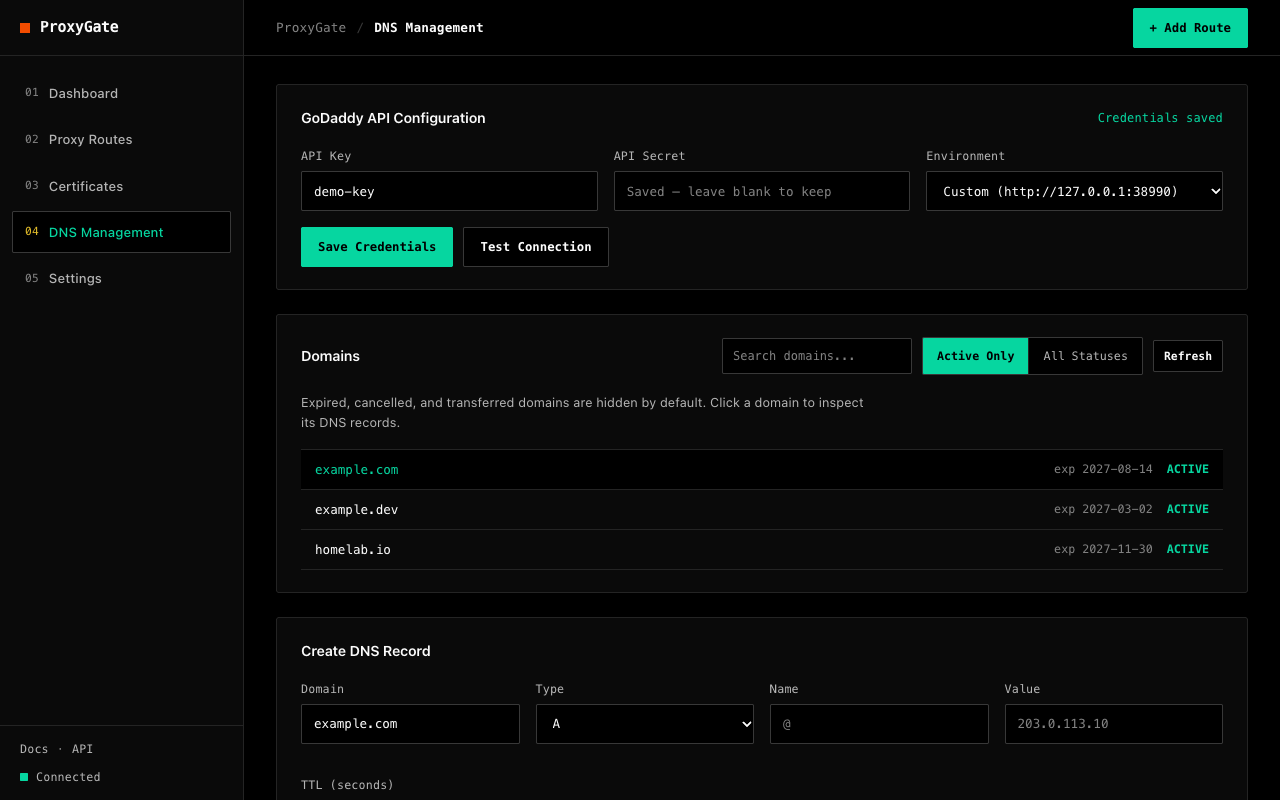 ProxyGate
ProxyGate / DNS Management
+ Add Route
01 Dashboard
02 Proxy Routes
03 Certificates
04 DNS Management
05 Settings
Docs · API
Connected
GoDaddy API Configuration
Credentials saved
API Key
API Secret
Environment
demo-key
Saved — leave blank to keep
Custom (http://127.0.0.1:38990)
Save Credentials
Test Connection
Domains
Search domains...
Active Only
All Statuses
Refresh
Expired, cancelled, and transferred domains are hidden by default. Click a domain to inspect
its DNS records.
example.com exp 2027-08-14 ACTIVE
example.dev exp 2027-03-02 ACTIVE
homelab.io exp 2027-11-30 ACTIVE
Create DNS Record
Domain
Type
Name
Value
example.com
A
@
203.0.113.10
TTL (seconds)